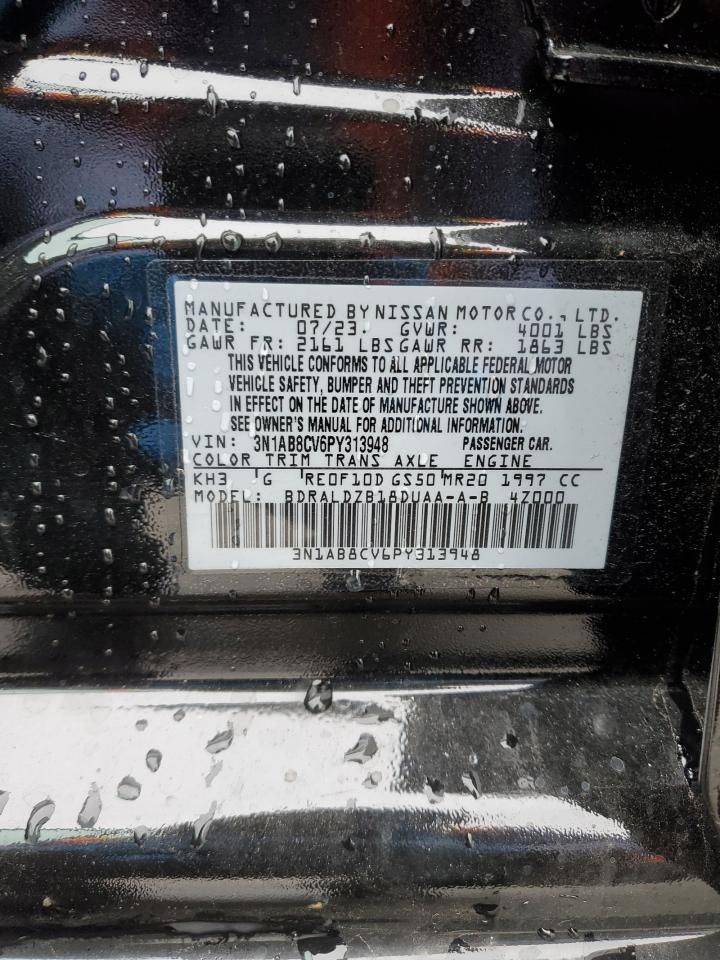 MANUFACTURED BY NISSAN MOTOR CO., LTD.
DATE: 07/23 GVWR: 4001 LBS
GAWR FR: 2161 LBS GAWR RR: 1863 LBS
THIS VEHICLE CONFORMS TO ALL APPLICABLE FEDERAL MOTOR
VEHICLE SAFETY, BUMPER AND THEFT PREVENTION STANDARDS
IN EFFECT ON THE DATE OF MANUFACTURE SHOWN ABOVE.
SEE OWNER'S MANUAL FOR ADDITIONAL INFORMATION.
VIN: 3N1AB8CV6PY313948 PASSENGER CAR.
COLOR TRIM TRANS AXLE ENGINE
KH3 G RE0F10D GS50 MR20 1997 CC
MODEL: BDRALDZB18DUAA-A-B 4Z000
3N1AB8CV6PY313948